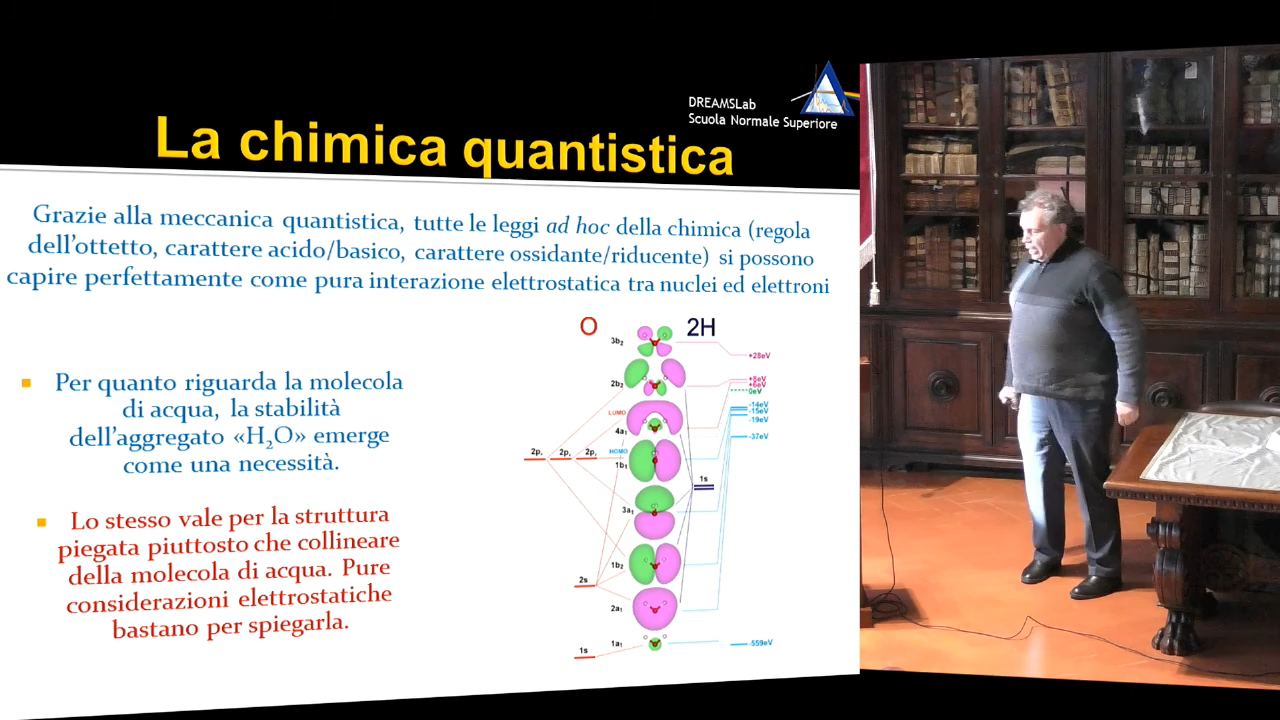 DREAMSLab
Scuola Normale Superiore
La chimica quantistica
Grazie alla meccanica quantistica, tutte le leggi ad hoc della chimica (regola
dell'ottetto, carattere acido/basico, carattere ossidante/riducente) si possono
capire perfettamente come pura interazione elettrostatica tra nuclei ed elettroni
Per quanto riguarda la molecola
di acqua, la stabilità
dell'aggregato «H₂O» emerge
come una necessità.
Lo stesso vale per la struttura
piegata piuttosto che collineare
della molecola di acqua. Pure
considerazioni elettrostatiche
bastano per spiegarla.
O 2H
3b₂
+28eV
2b₂
+8eV
+6eV
0eV
LUMO
4a₁
-14eV
-15eV
-19eV
-37eV
HOMO
1b₁
1s
3a₁
1b₂
2s
2a₁
1a₁
1s
-559eV